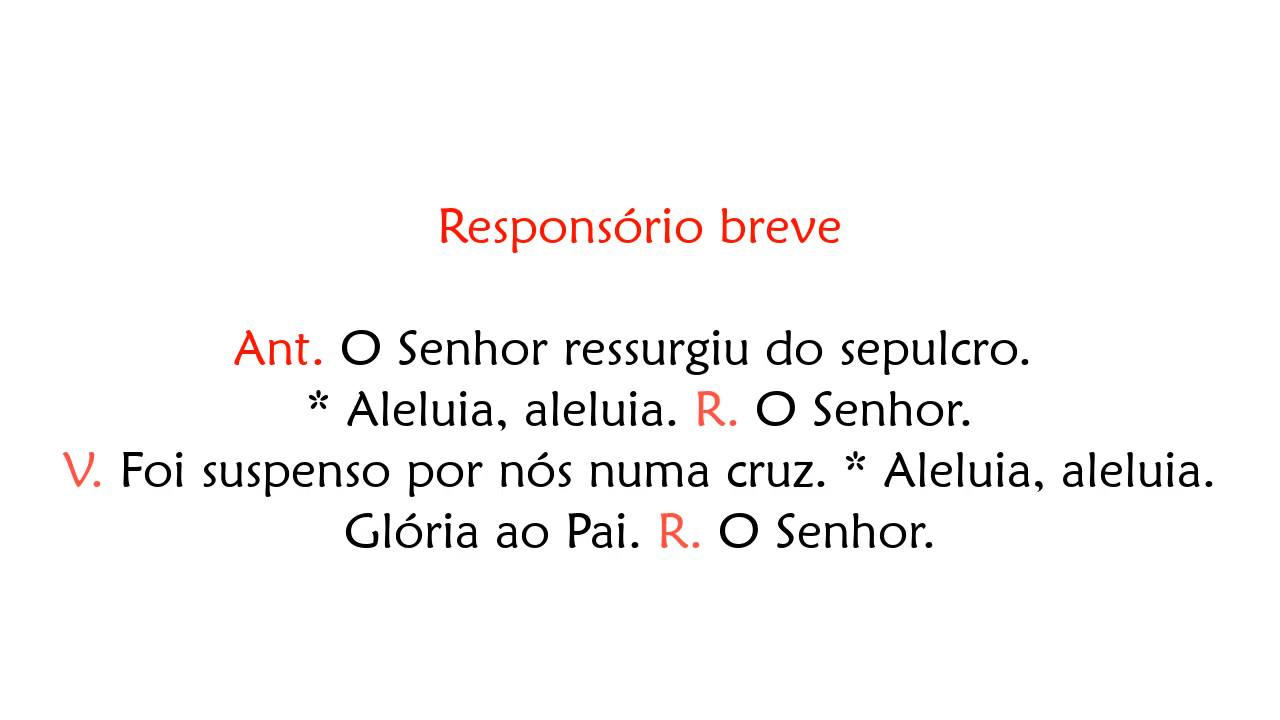 Responsório breve
Ant. O Senhor ressurgiu do sepulcro.
* Aleluia, aleluia. R. O Senhor.
V. Foi suspenso por nós numa cruz. * Aleluia, aleluia.
Glória ao Pai. R. O Senhor.